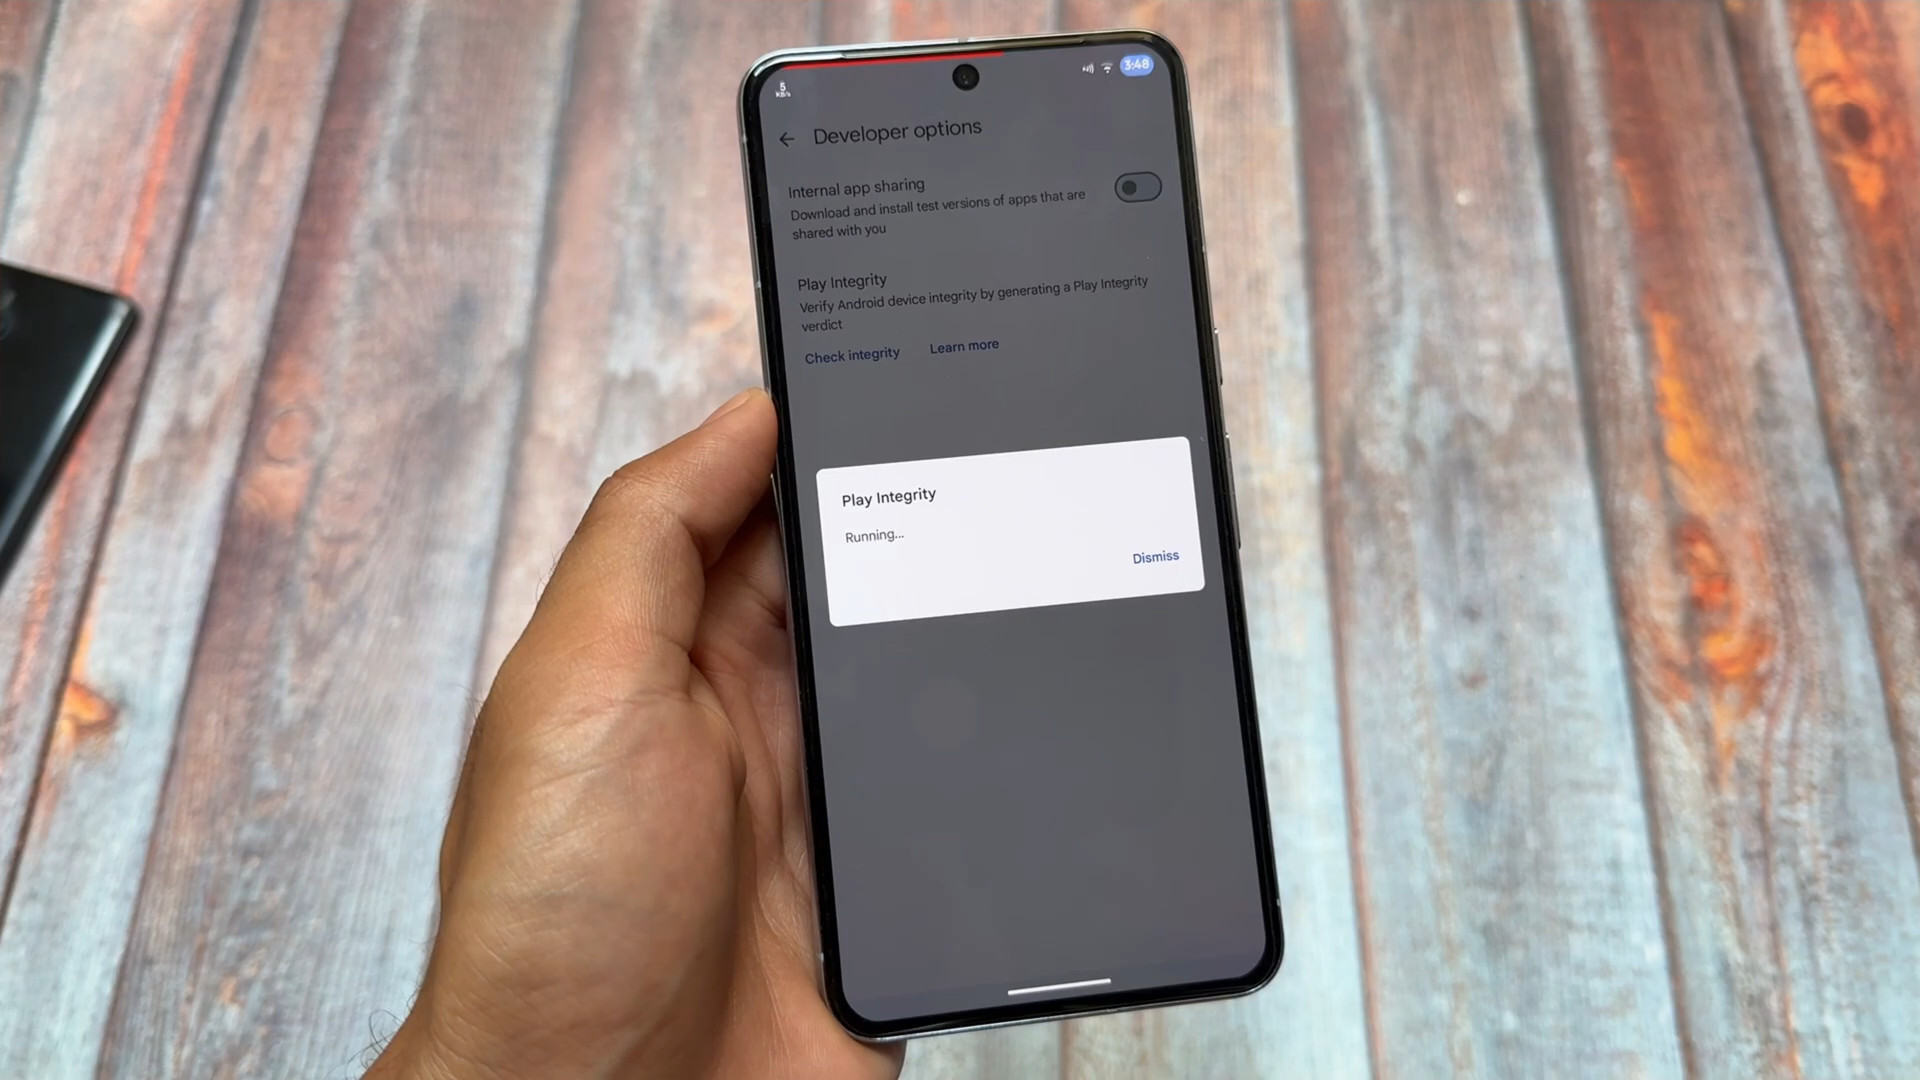 3:48
5
KB/s
Developer options
Internal app sharing
Download and install test versions of apps that are
shared with you
Play Integrity
Verify Android device integrity by generating a Play Integrity
verdict
Check integrity
Learn more
Play Integrity
Running...
Dismiss